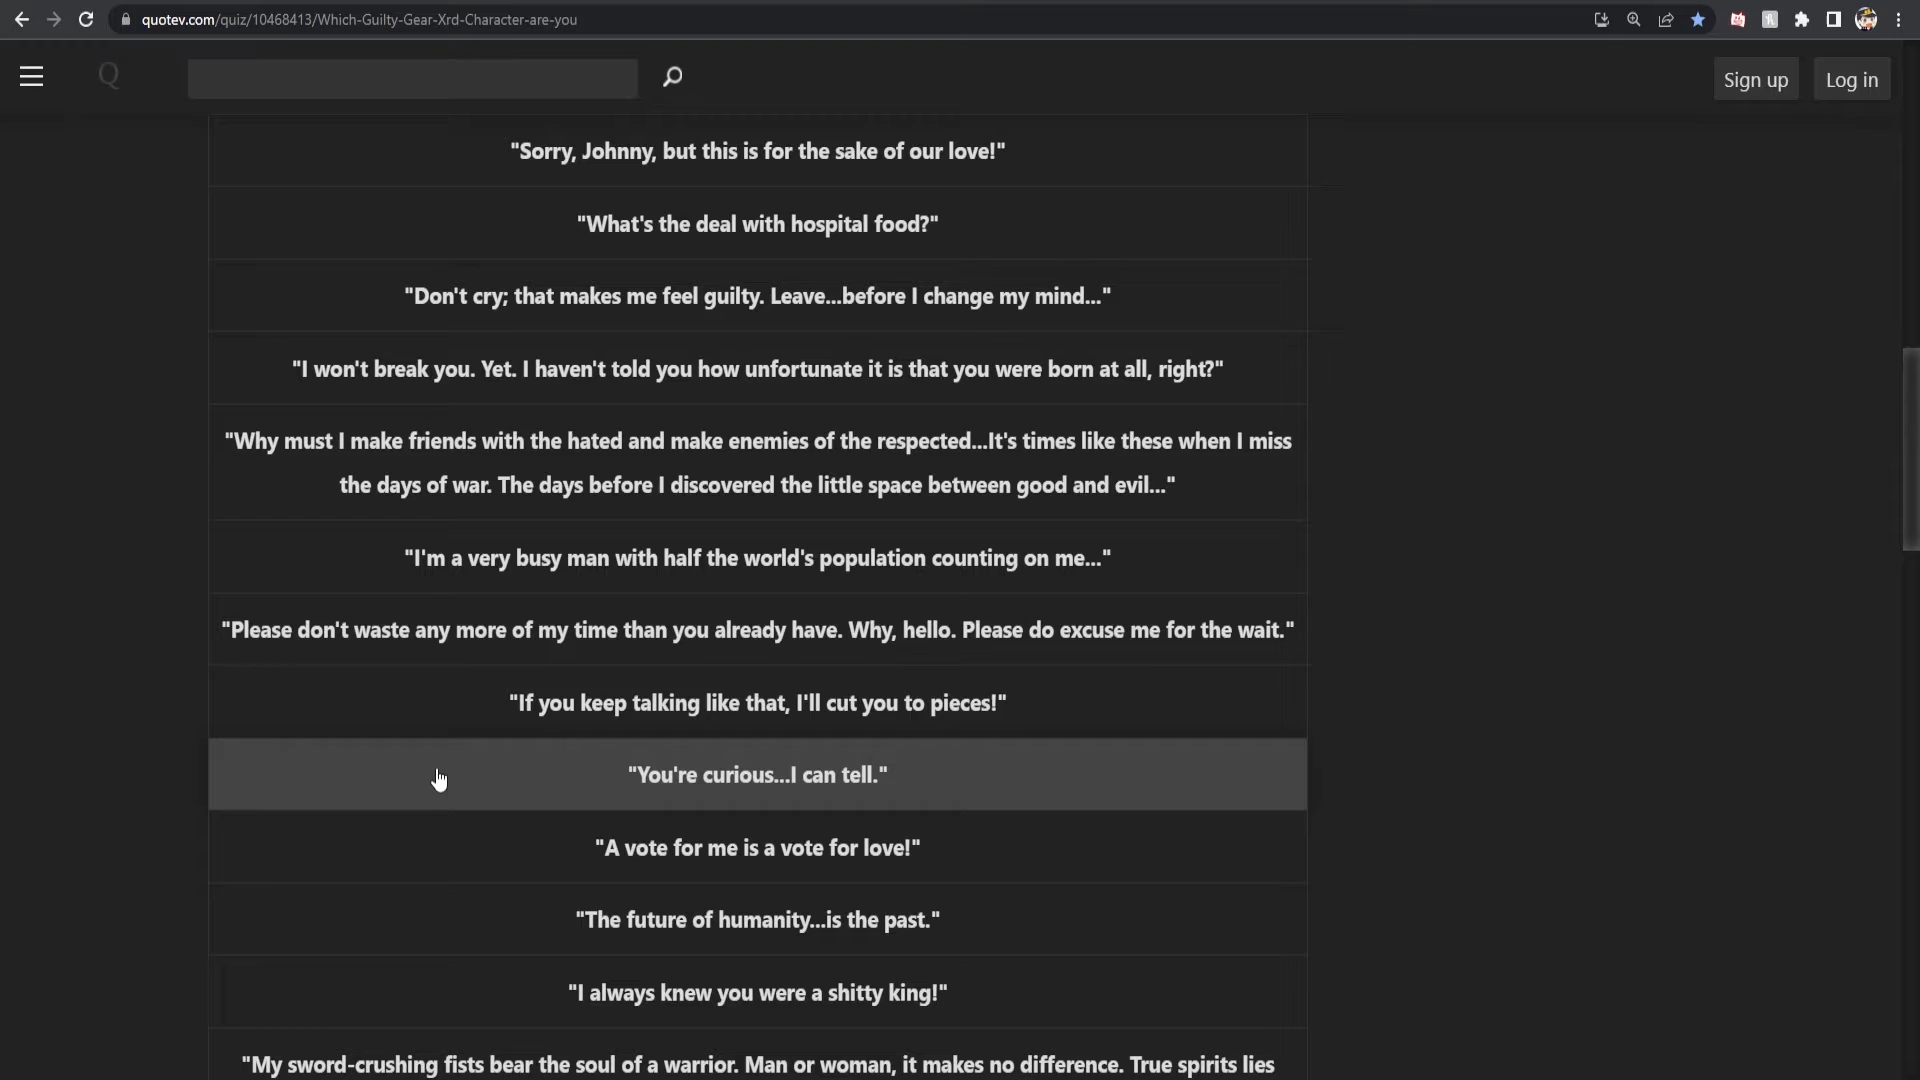 quotev.com/quiz/10468413/Which-Guilty-Gear-Xrd-Character-are-you
Q
Sign up
Log in
"Sorry, Johnny, but this is for the sake of our love!"
"What's the deal with hospital food?"
"Don't cry; that makes me feel guilty. Leave...before I change my mind..."
"I won't break you. Yet. I haven't told you how unfortunate it is that you were born at all, right?"
"Why must I make friends with the hated and make enemies of the respected...It's times like these when I miss
the days of war. The days before I discovered the little space between good and evil..."
"I'm a very busy man with half the world's population counting on me..."
"Please don't waste any more of my time than you already have. Why, hello. Please do excuse me for the wait."
"If you keep talking like that, I'll cut you to pieces!"
"You're curious...I can tell."
"A vote for me is a vote for love!"
"The future of humanity...is the past."
"I always knew you were a shitty king!"
"My sword-crushing fists bear the soul of a warrior. Man or woman, it makes no difference. True spirits lies